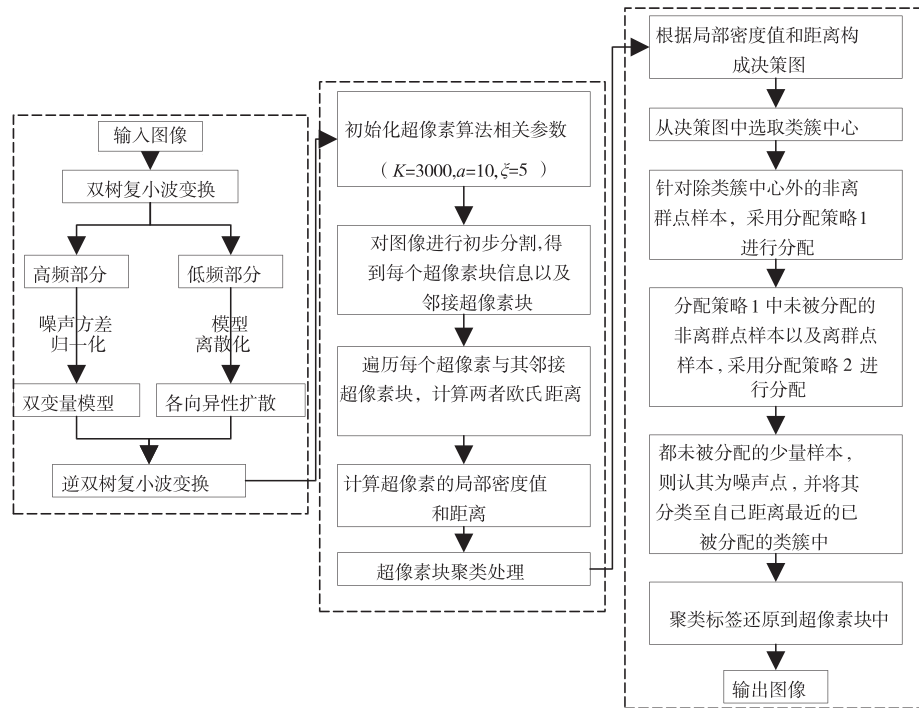 输入图像
双树复小波变换
高频部分
低频部分
噪声方差
归一化
模型
离散化
双变量模型
各向异性扩散
逆双树复小波变换
初始化超像素算法相关参数
（K=3000,a=10,ξ=5）
对图像进行初步分割,得
到每个超像素块信息以及
邻接超像素块
遍历每个超像素与其邻接
超像素块，计算两者欧氏距离
计算超像素的局部密度值
和距离
超像素块聚类处理
根据局部密度值和距离构
成决策图
从决策图中选取类簇中心
针对除类簇中心外的非离
群点样本，采用分配策略1
进行分配
分配策略1中未被分配的
非离群点样本以及离群点
样本,采用分配策略2进
行分配
都未被分配的少量样本，
则认其为噪声点，并将其
分类至自己距离最近的已
被分配的类簇中
聚类标签还原到超像素块中
输出图像